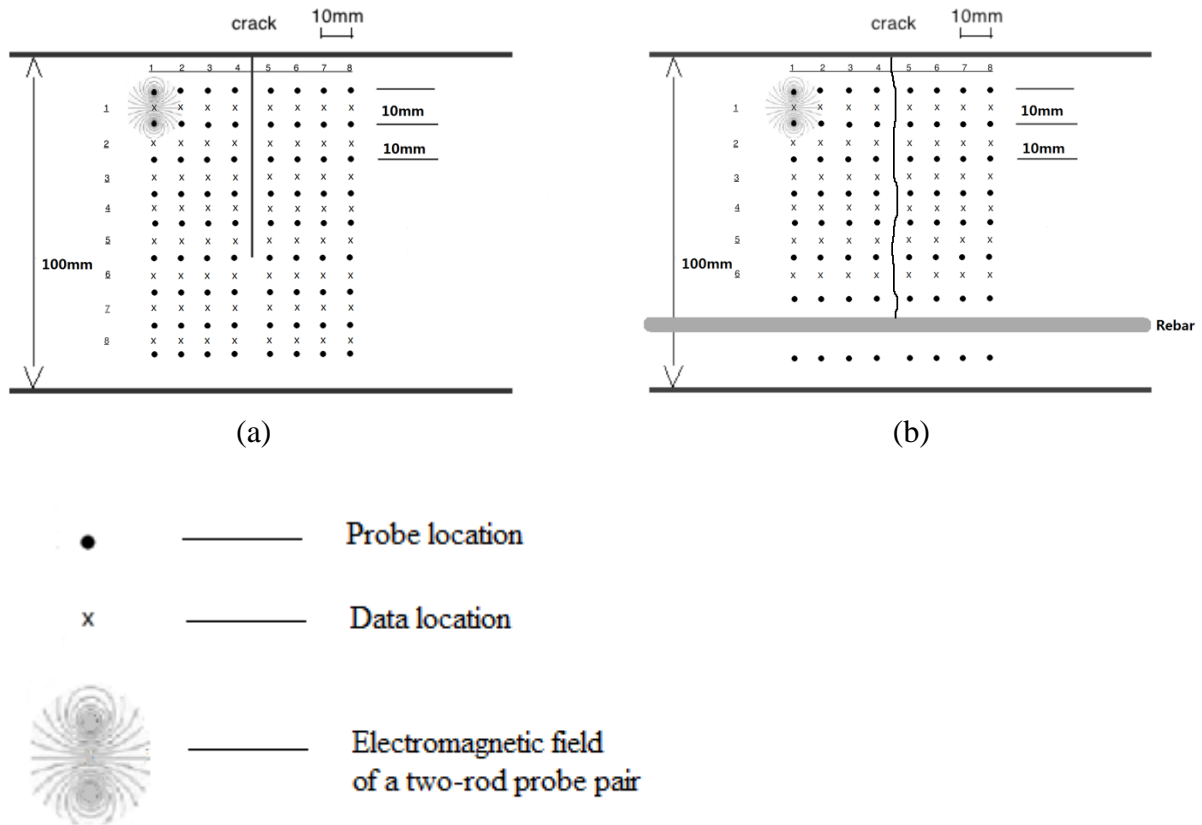 crack 10mm
1 2 3 4 5 6 7 8
1
10mm
2
10mm
3
4
5
100mm
6
7
8
(a)
crack 10mm
1 2 3 4 5 6 7 8
1
10mm
2
10mm
3
4
5
100mm
6
Rebar
(b)
Probe location
x Data location
Electromagnetic field
of a two-rod probe pair